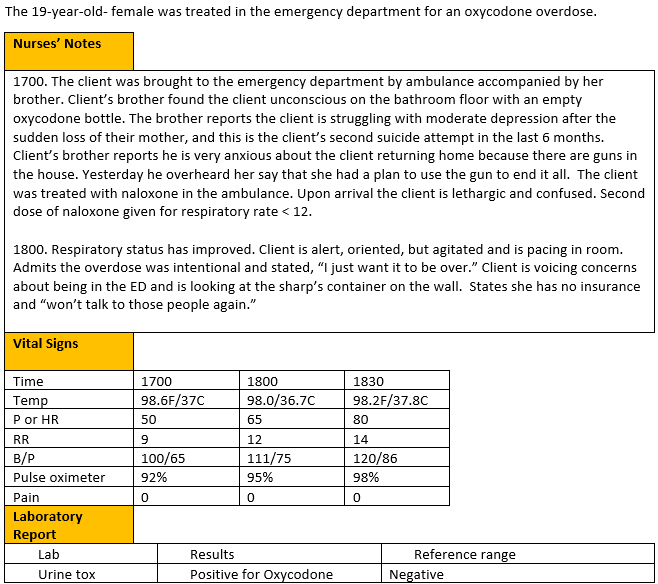 The 19-year-old- female was treated in the emergency department for an oxycodone overdose.
Nurses’ Notes
1700. The client was brought to the emergency department by ambulance accompanied by her
brother. Client’s brother found the client unconscious on the bathroom floor with an empty
oxycodone bottle. The brother reports the client is struggling with moderate depression after the
sudden loss of their mother, and this is the client’s second suicide attempt in the last 6 months.
Client’s brother reports he is very anxious about the client returning home because there are guns in
the house. Yesterday he overheard her say that she had a plan to use the gun to end it all.  The client
was treated with naloxone in the ambulance. Upon arrival the client is lethargic and confused. Second
dose of naloxone given for respiratory rate < 12.
1800. Respiratory status has improved. Client is alert, oriented, but agitated and is pacing in room.
Admits the overdose was intentional and stated, “I just want it to be over.” Client is voicing concerns
about being in the ED and is looking at the sharp’s container on the wall.  States she has no insurance
and “won’t talk to those people again.”
Vital Signs
Time 1700 1800 1830
Temp 98.6F/37C 98.0/36.7C 98.2F/37.8C
P or HR 50 65 80
RR 9 12 14
B/P 100/65 111/75 120/86
Pulse oximeter 92% 95% 98%
Pain 0 0 0
Laboratory
Report
Lab Results Reference range
Urine tox Positive for Oxycodone Negative